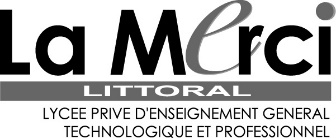 La Merci
LITTORAL
LYCEE PRIVE D'ENSEIGNEMENT GENERAL
TECHNOLOGIQUE ET PROFESSIONNEL